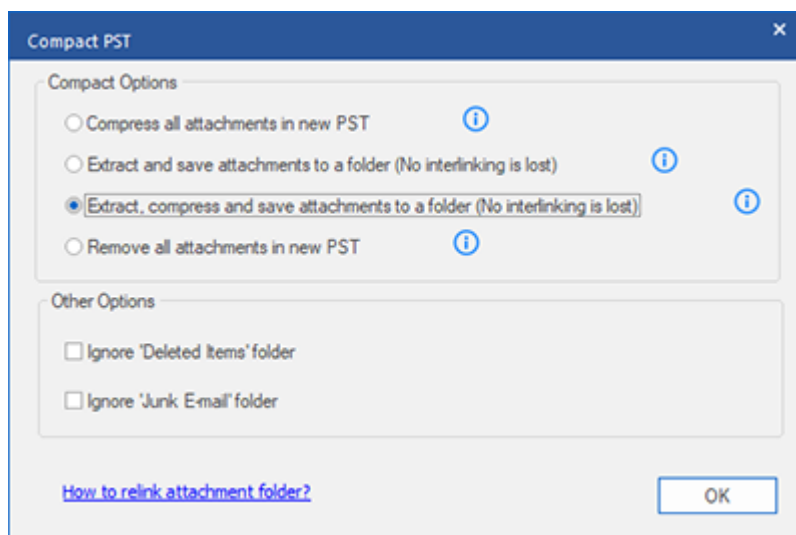 Compact PST
Compact Options
Compress all attachments in new PST
Extract and save attachments to a folder (No interlinking is lost)
Extract, compress and save attachments to a folder (No interlinking is lost)
Remove all attachments in new PST
Other Options
Ignore 'Deleted Items' folder
Ignore 'Junk E-mail' folder
How to relink attachment folder?
OK